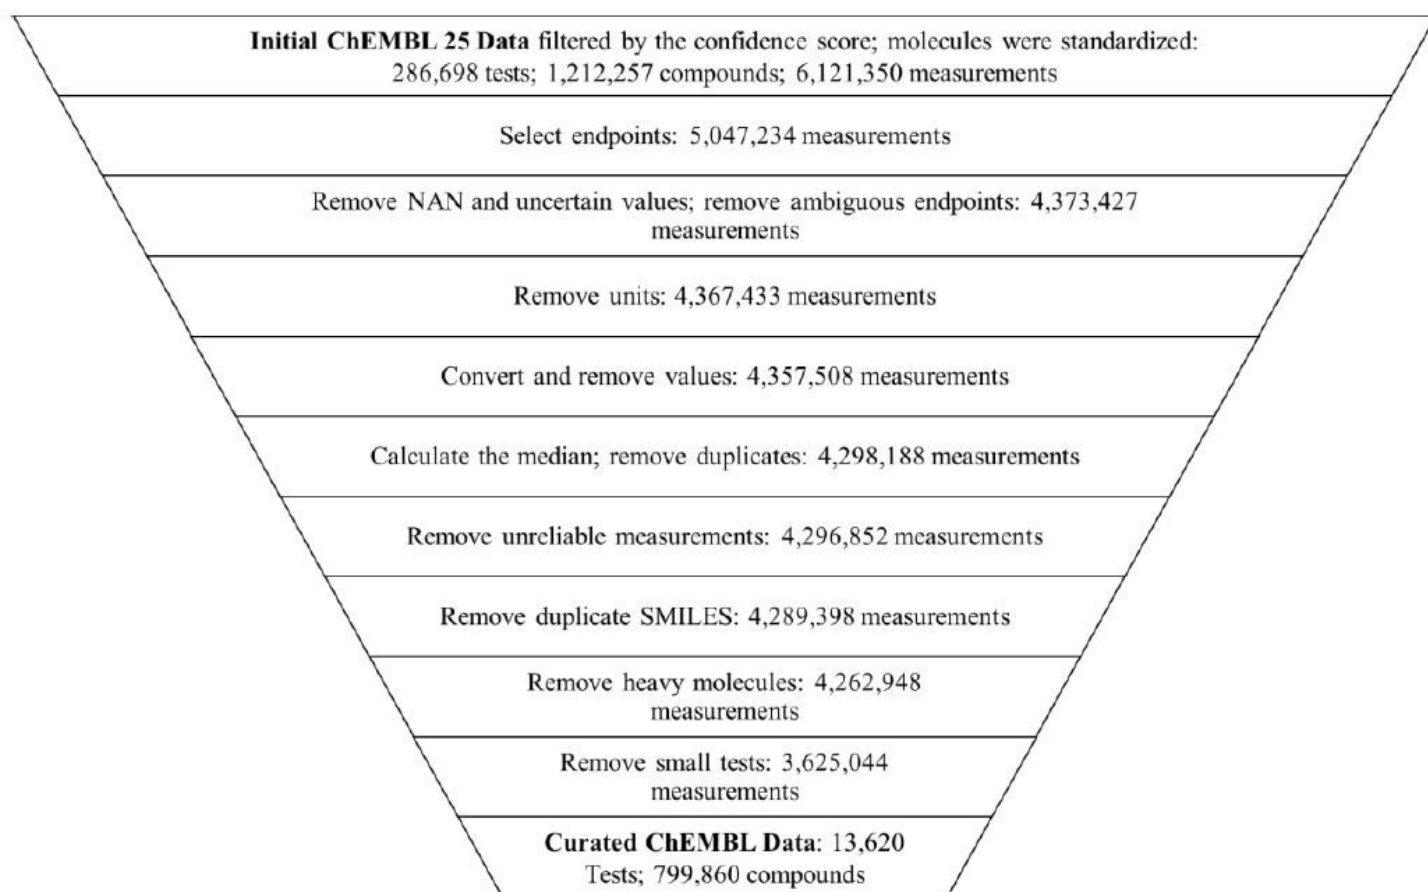 Initial ChEMBL 25 Data filtered by the confidence score; molecules were standardized:
286,698 tests; 1,212,257 compounds; 6,121,350 measurements
Select endpoints: 5,047,234 measurements
Remove NAN and uncertain values; remove ambiguous endpoints: 4,373,427
measurements
Remove units: 4,367,433 measurements
Convert and remove values: 4,357,508 measurements
Calculate the median; remove duplicates: 4,298,188 measurements
Remove unreliable measurements: 4,296,852 measurements
Remove duplicate SMILES: 4,289,398 measurements
Remove heavy molecules: 4,262,948
measurements
Remove small tests: 3,625,044
measurements
Curated ChEMBL Data: 13,620
Tests; 799,860 compounds